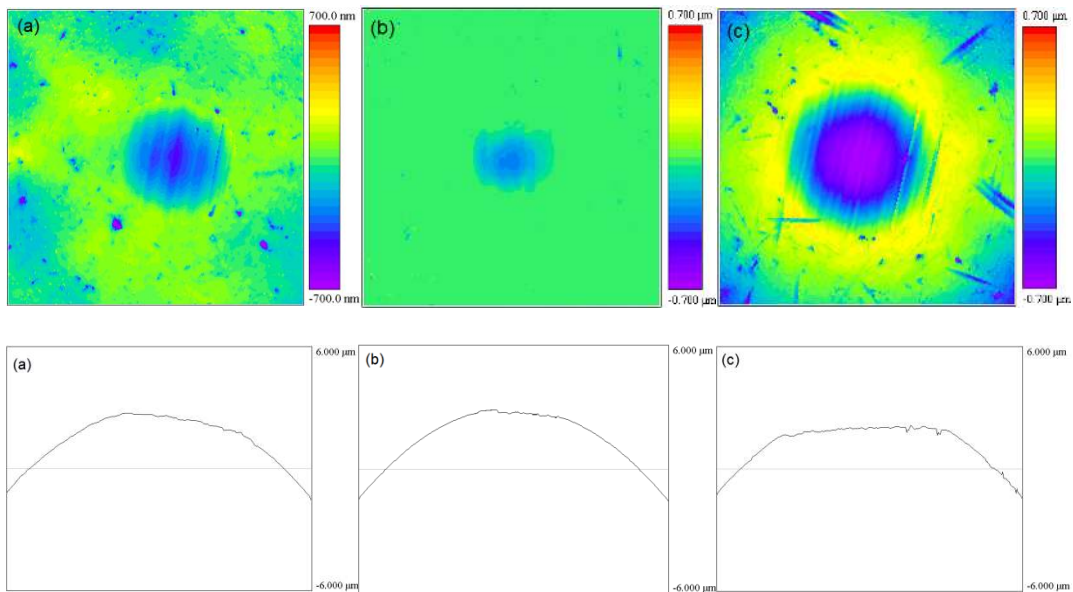 (a)
700.0 nm
-700.0 nm
(b)
0.700 µm
-0.700 µm
(c)
0.700 µm
-0.700 µm
(a)
6.000 µm
-6.000 µm
(b)
6.000 µm
-6.000 µm
(c)
6.000 µm
-6.000 µm